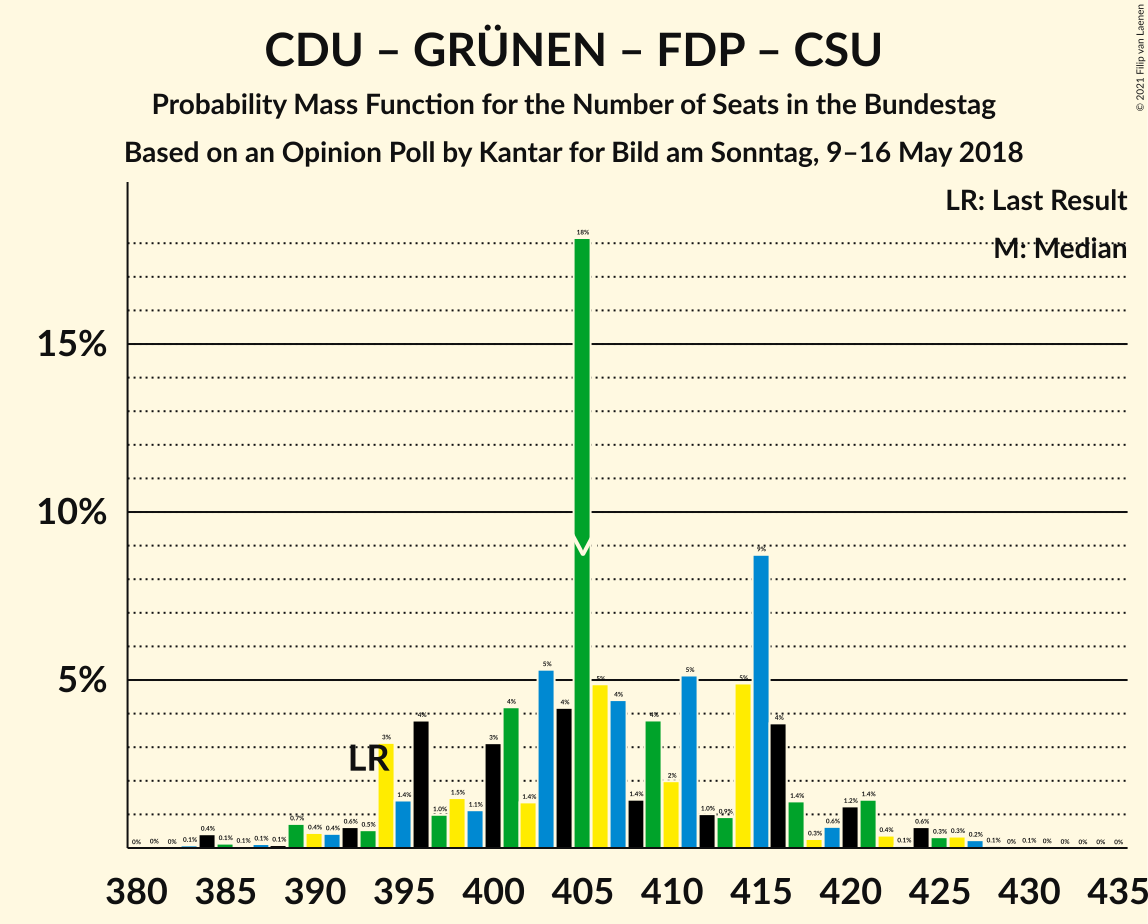 © 2021 Filip van Laenen
CDU – GRÜNEN – FDP – CSU
Probability Mass Function for the Number of Seats in the Bundestag
Based on an Opinion Poll by Kantar for Bild am Sonntag, 9–16 May 2018
LR: Last Result
M: Median
15%
10%
5%
LR
0% 0% 0% 0.1% 0.4% 0.1% 0.1% 0.1% 0.1% 0.7% 0.4% 0.4% 0.6% 0.5% 3% 1.4% 4% 1.0% 1.5% 1.1% 3% 4% 1.4% 5% 4% 18% 5% 4% 1.4% 4% 2% 5% 1.0% 0.9% 5% 9% 4% 1.4% 0.3% 0.6% 1.2% 1.4% 0.4% 0.1% 0.6% 0.3% 0.3% 0.2% 0.1% 0% 0.1% 0% 0% 0% 0% 0%
380 385 390 395 400 405 410 415 420 425 430 435